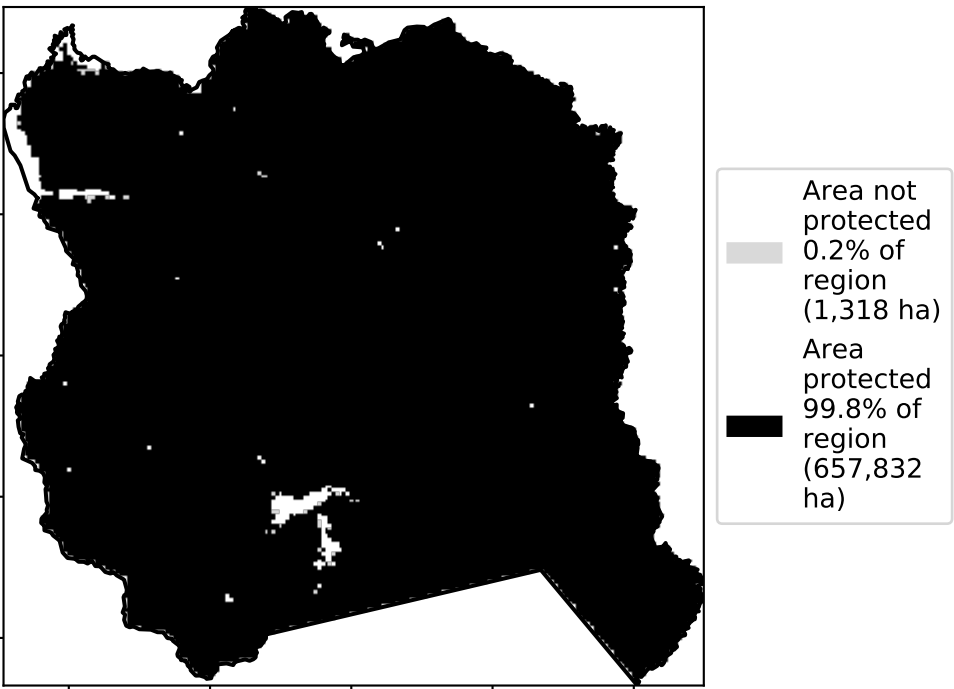 Area not
protected
0.2% of
region
(1,318 ha)
Area
protected
99.8% of
region
(657,832
ha)